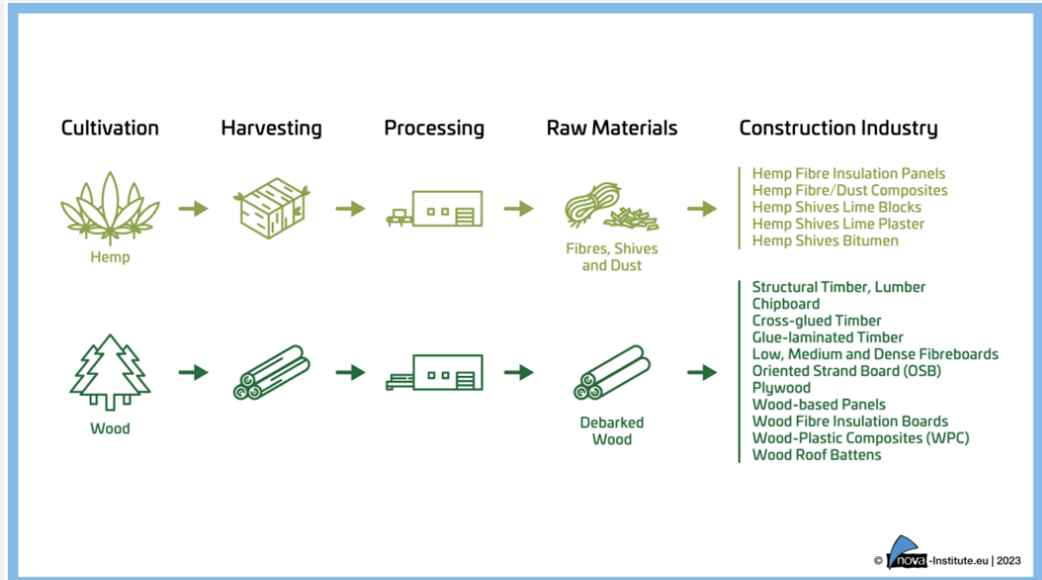 Cultivation
Harvesting
Processing
Raw Materials
Construction Industry
Hemp
Fibres, Shives
and Dust
Hemp Fibre Insulation Panels
Hemp Fibre/Dust Composites
Hemp Shives Lime Blocks
Hemp Shives Lime Plaster
Hemp Shives Bitumen
Wood
Debarked
Wood
Structural Timber, Lumber
Chipboard
Cross-glued Timber
Glue-laminated Timber
Low, Medium and Dense Fibreboards
Oriented Strand Board (OSB)
Plywood
Wood-based Panels
Wood Fibre Insulation Boards
Wood-Plastic Composites (WPC)
Wood Roof Battens
© nova-Institute.eu | 2023